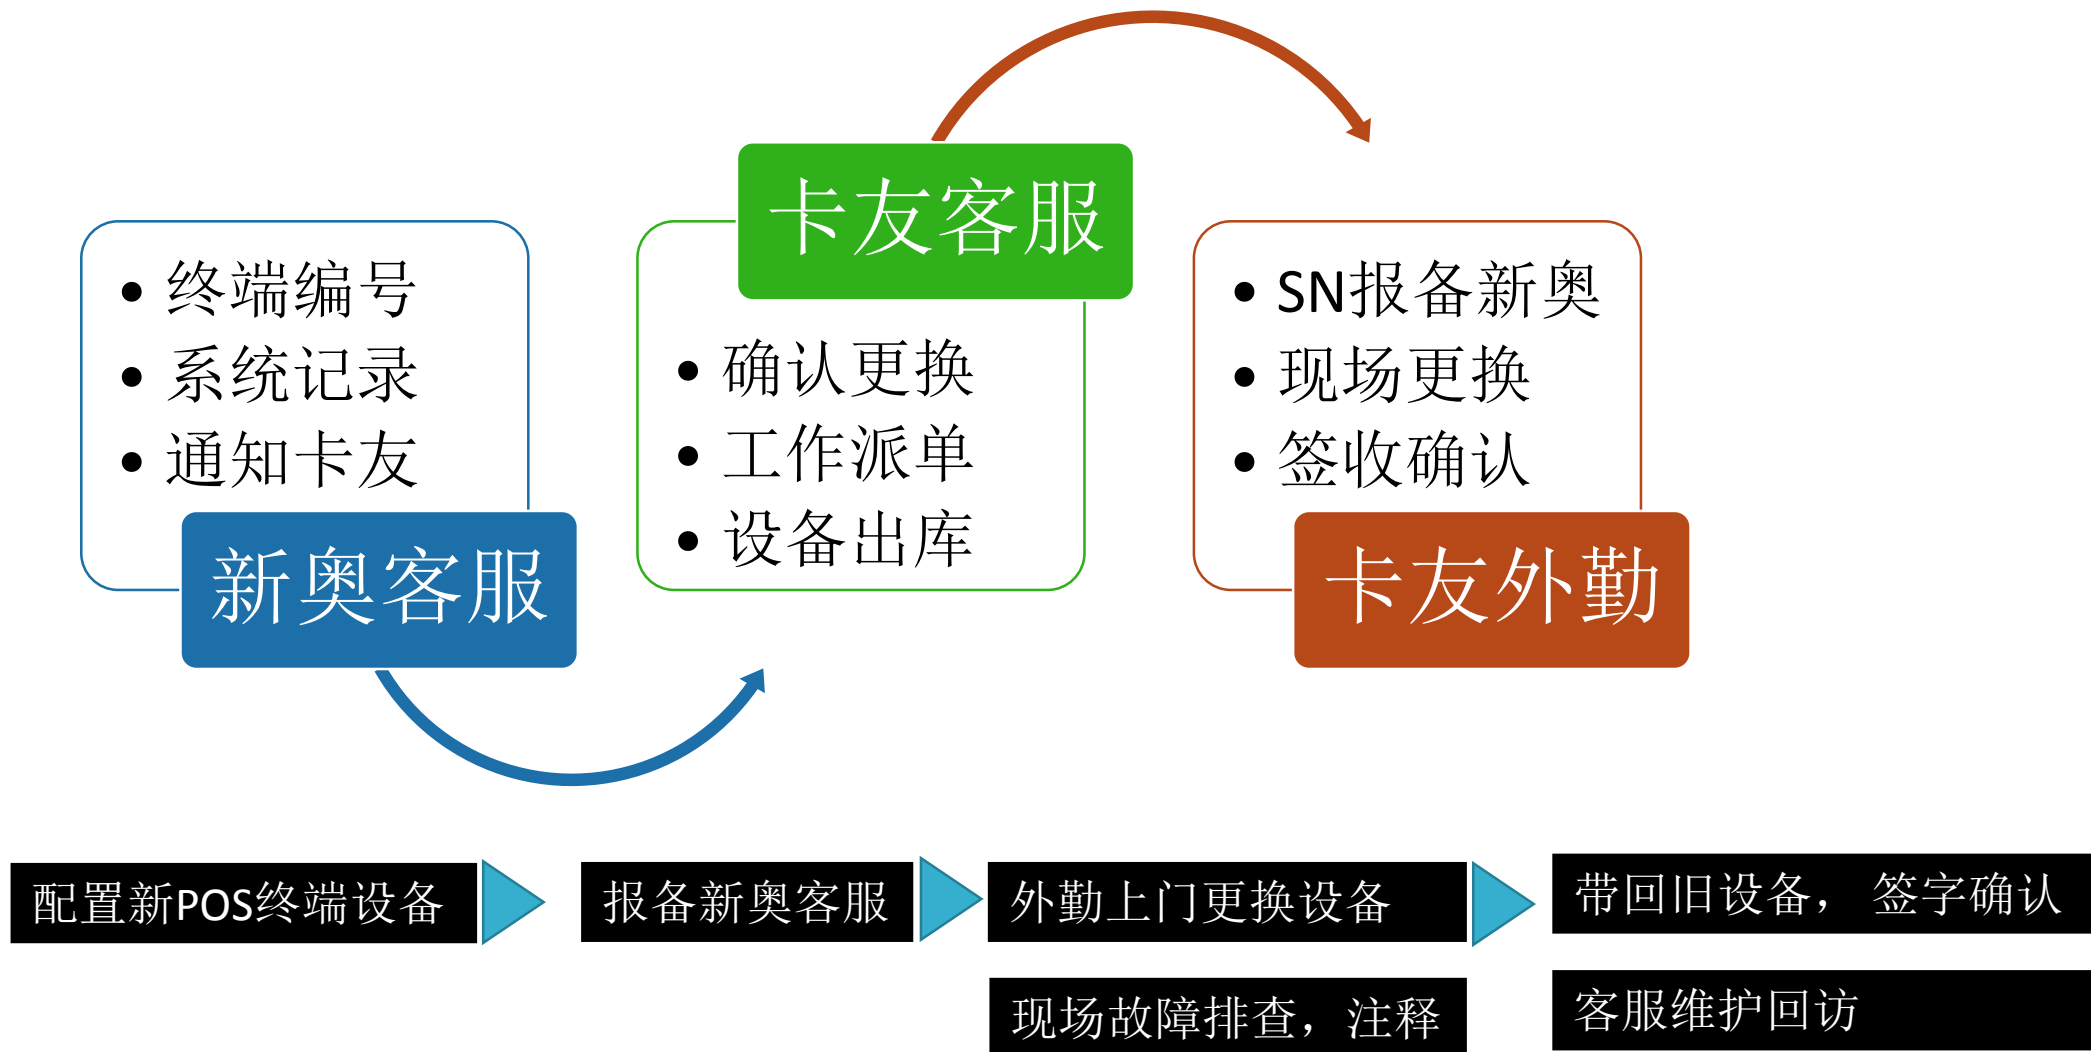 终端编号
系统记录
通知卡友
新奥客服
卡友客服
确认更换
工作派单
设备出库
SN报备新奥
现场更换
签收确认
卡友外勤
配置新POS终端设备
报备新奥客服
外勤上门更换设备
带回旧设备， 签字确认
现场故障排查，注释
客服维护回访